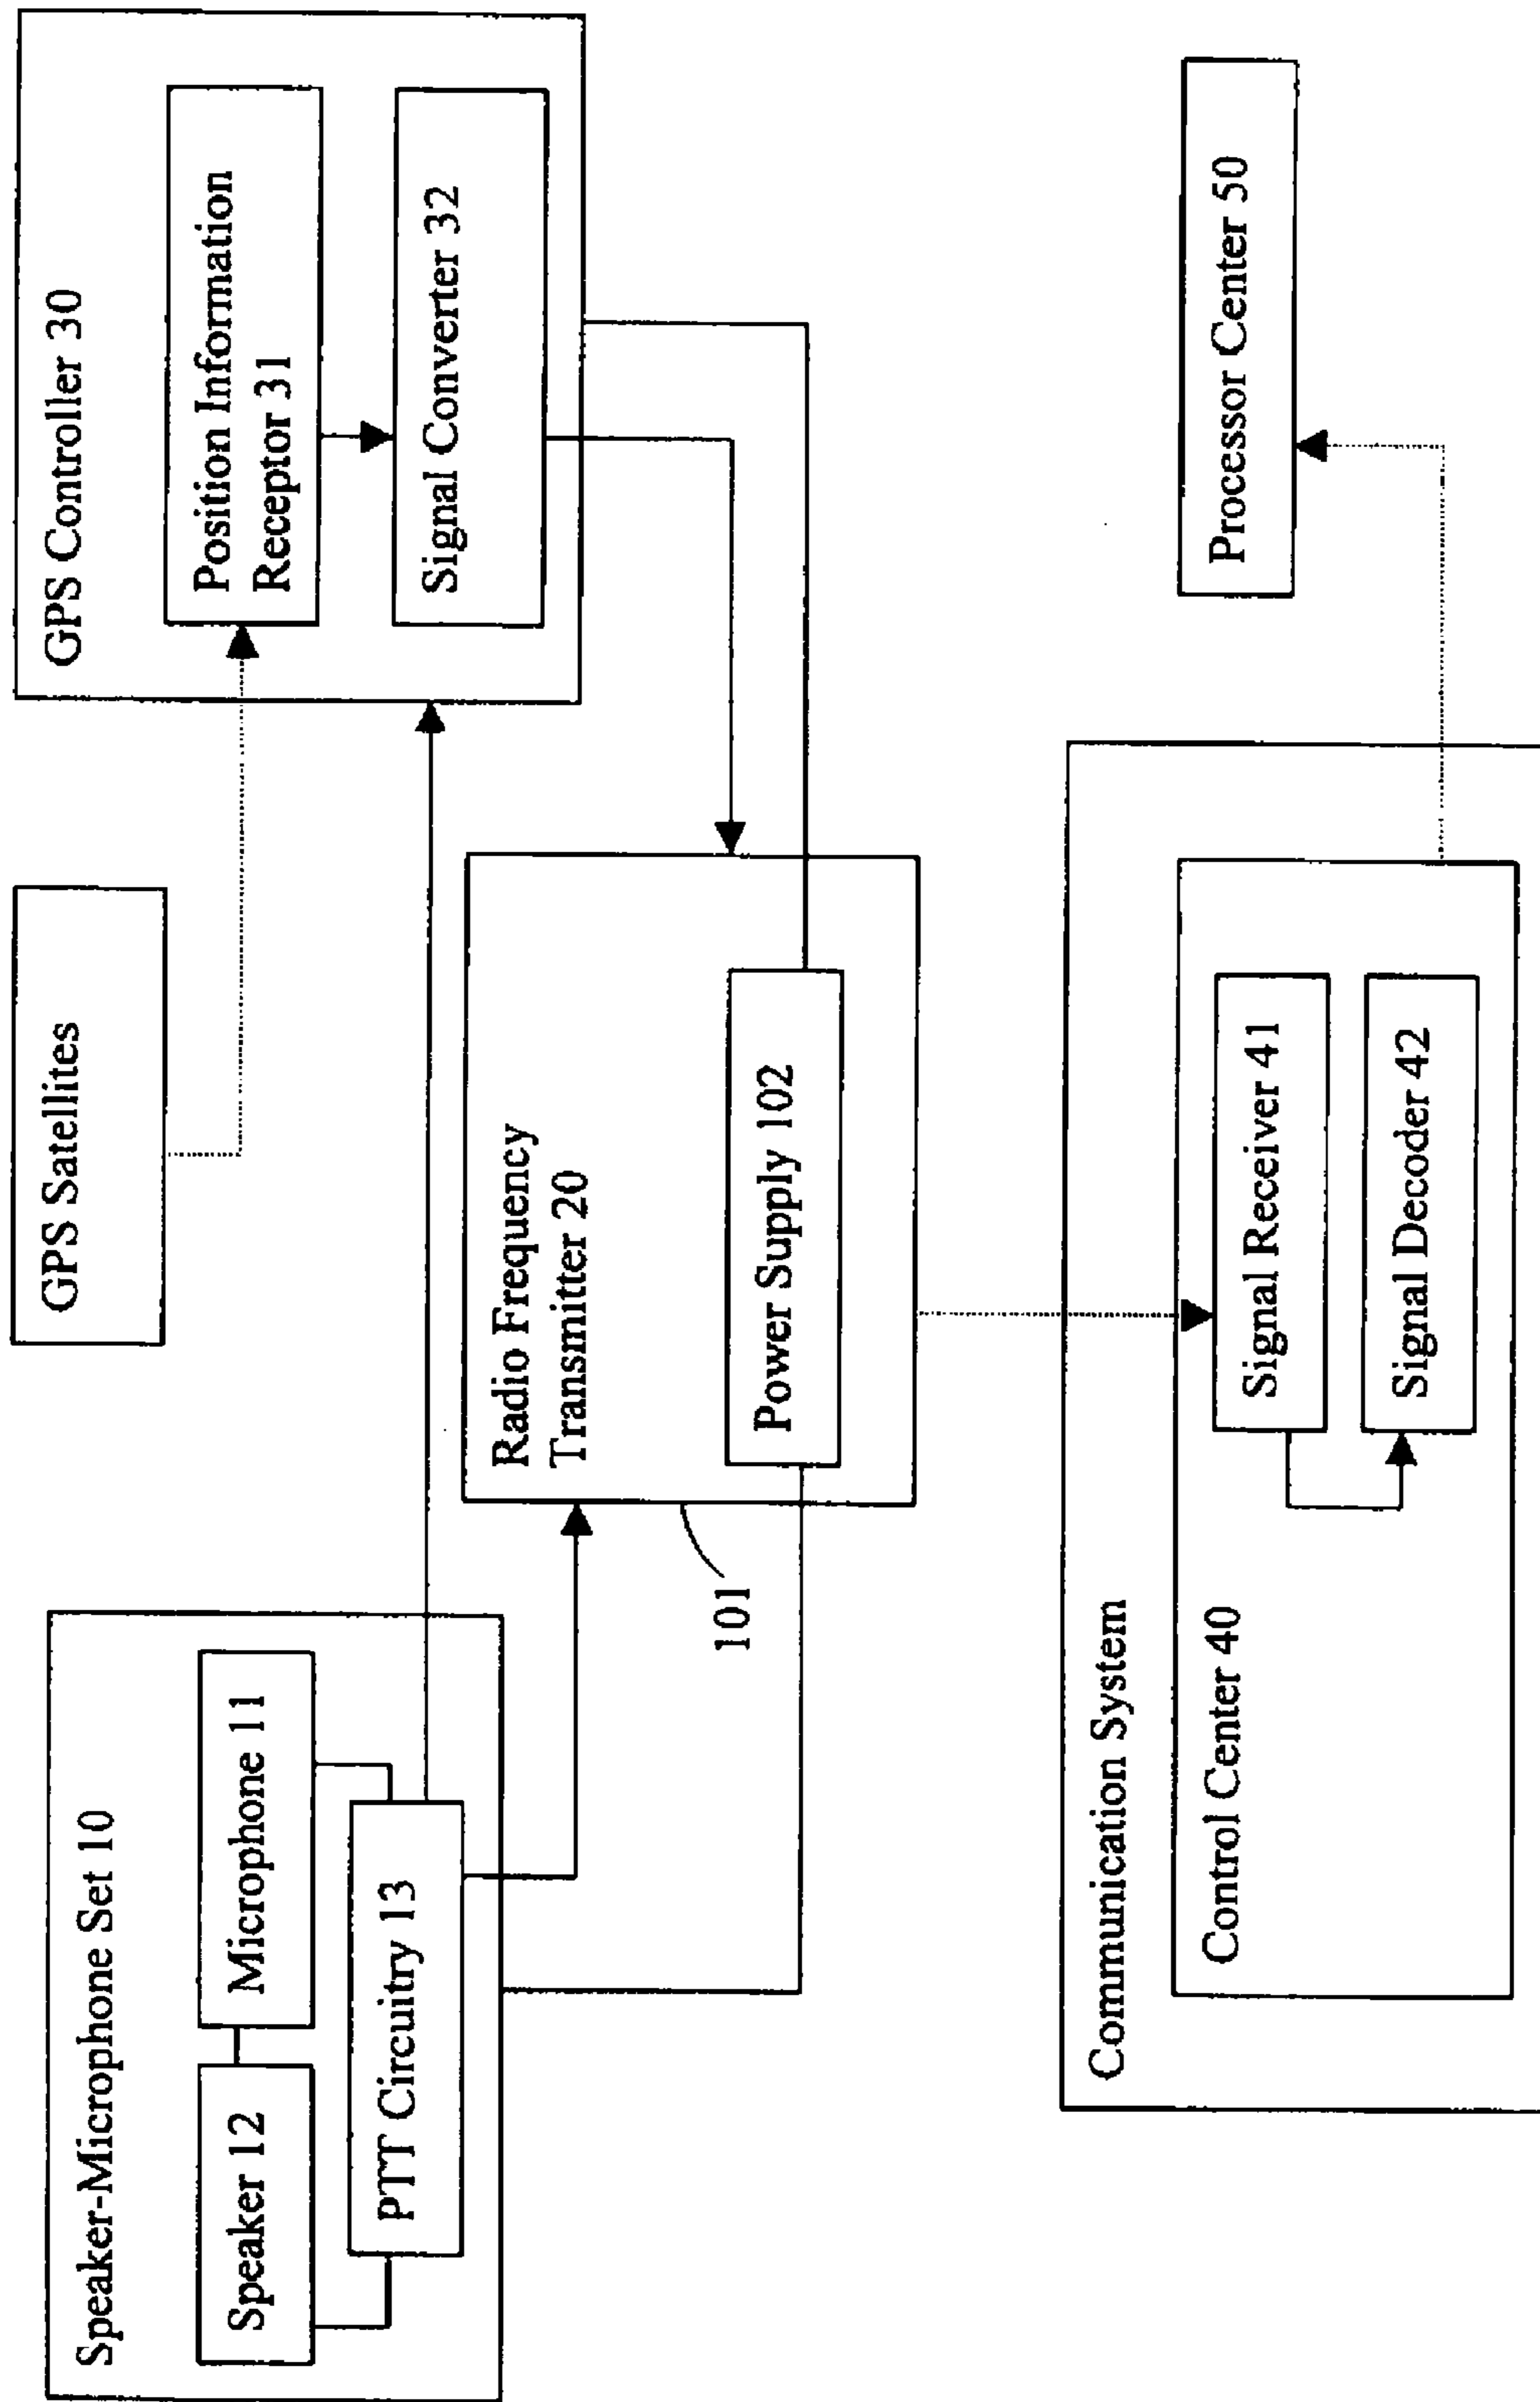 Speaker-Microphone Set 10
Speaker 12
Microphone 11
PTT Circuitry 13
GPS Satellites
GPS Controller 30
Position Information
Receptor 31
Signal Converter 32
Radio Frequency
Transmitter 20
Power Supply 102
101
Communication System
Control Center 40
Signal Receiver 41
Signal Decoder 42
Processor Center 50